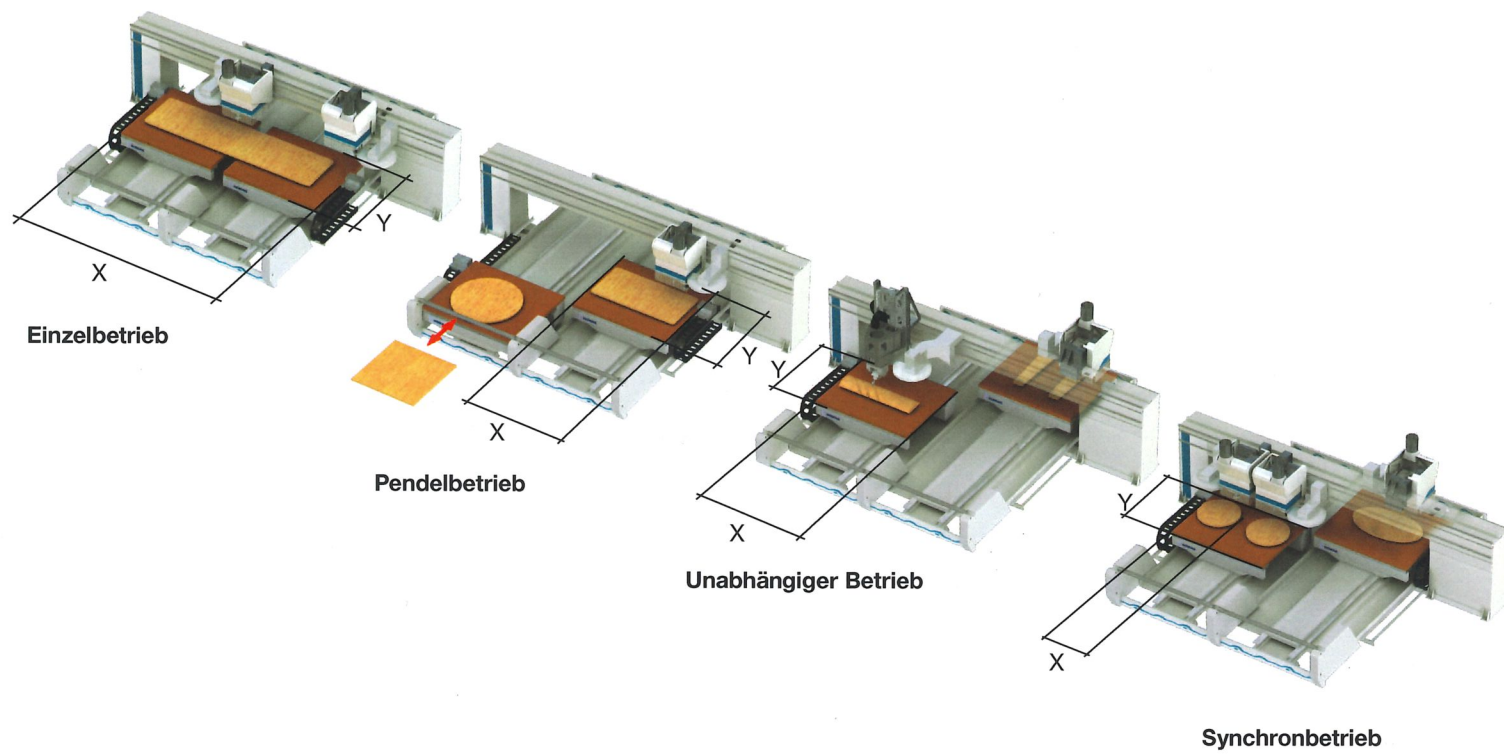 X
Y
Einzelbetrieb
X
Y
Pendelbetrieb
Y
X
Unabhängiger Betrieb
Y
X
Synchronbetrieb